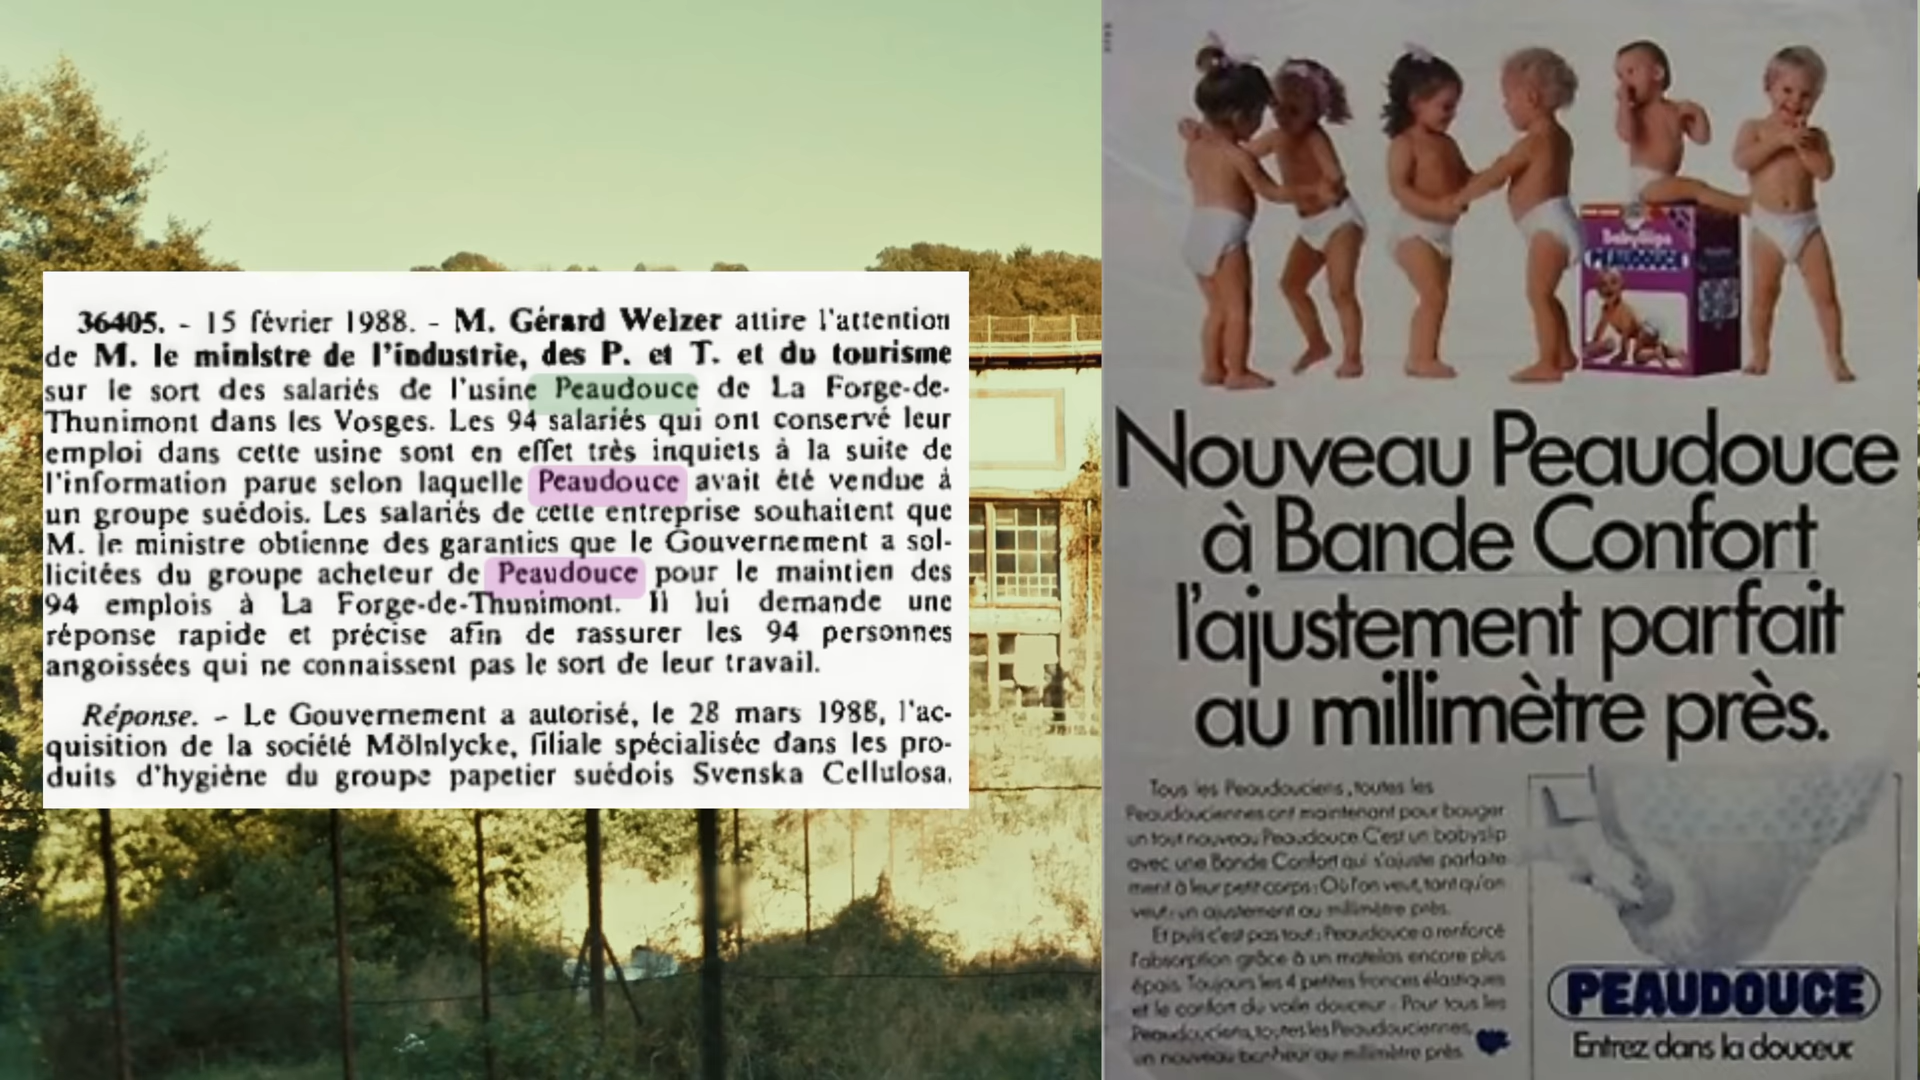 36405. - 15 février 1988. - M. Gérard Welzer attire l'attention
de M. le ministre de l'industrie, des P. et T. et du tourisme
sur le sort des salariés de l'usine Peaudouce de La Forge-de-
Thunimont dans les Vosges. Les 94 salariés qui ont conservé leur
emploi dans cette usine sont en effet très inquiets à la suite de
l'information parue selon laquelle Peaudouce avait été vendue à
un groupe suédois. Les salariés de cette entreprise souhaitent que
M. le ministre obtienne des garanties que le Gouvernement a sol-
licitées du groupe acheteur de Peaudouce pour le maintien des
94 emplois à La Forge-de-Thunimont. Il lui demande une
réponse rapide et précise afin de rassurer les 94 personnes
angoissées qui ne connaissent pas le sort de leur travail.
Réponse. - Le Gouvernement a autorisé, le 28 mars 1988, l'ac-
quisition de la société Mölnlycke, filiale spécialisée dans les pro-
duits d'hygiène du groupe papetier suédois Svenska Cellulosa.
Babyslips
PEAUDOUCE
Nouveau Peaudouce
à Bande Confort
l'ajustement parfait
au millimètre près.
Tous les Peaudouciens, toutes les
Peaudouciennes ont maintenant pour bouger
un tout nouveau Peaudouce. C'est un babyslip
avec une Bande Confort qui s'ajuste parfaite
ment à leur petit corps : Où l'on veut, tant qu'on
veut : un ajustement au millimètre près.
Et puis c'est pas tout : Peaudouce a renforcé
l'absorption grâce à un matelas encore plus
épais. Toujours les 4 petites fronces élastiques
et le confort du voile douceur. Pour tous les
Peaudouciens, toutes les Peaudouciennes,
un nouveau bonheur au millimètre près.
PEAUDOUCE
Entrez dans la douceur